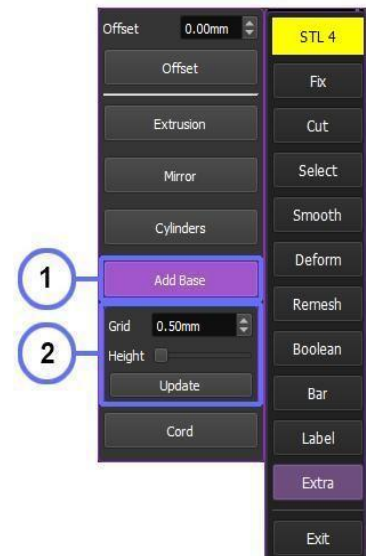 Offset 0.00mm
Offset
Extrusion
Mirror
Cylinders
1 Add Base
2
Grid 0.50mm
Height
Update
Cord
STL 4
Fix
Cut
Select
Smooth
Deform
Remesh
Boolean
Bar
Label
Extra
Exit